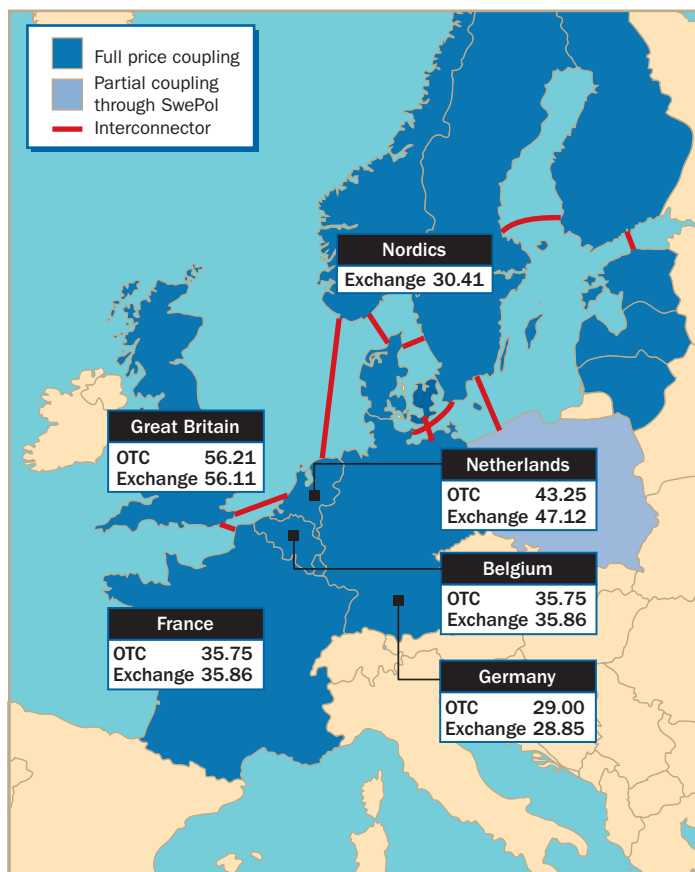 Full price coupling
Partial coupling
through SwePol
Interconnector
Nordics
Exchange 30.41
Great Britain
OTC 56.21
Exchange 56.11
Netherlands
OTC 43.25
Exchange 47.12
Belgium
OTC 35.75
Exchange 35.86
France
OTC 35.75
Exchange 35.86
Germany
OTC 29.00
Exchange 28.85